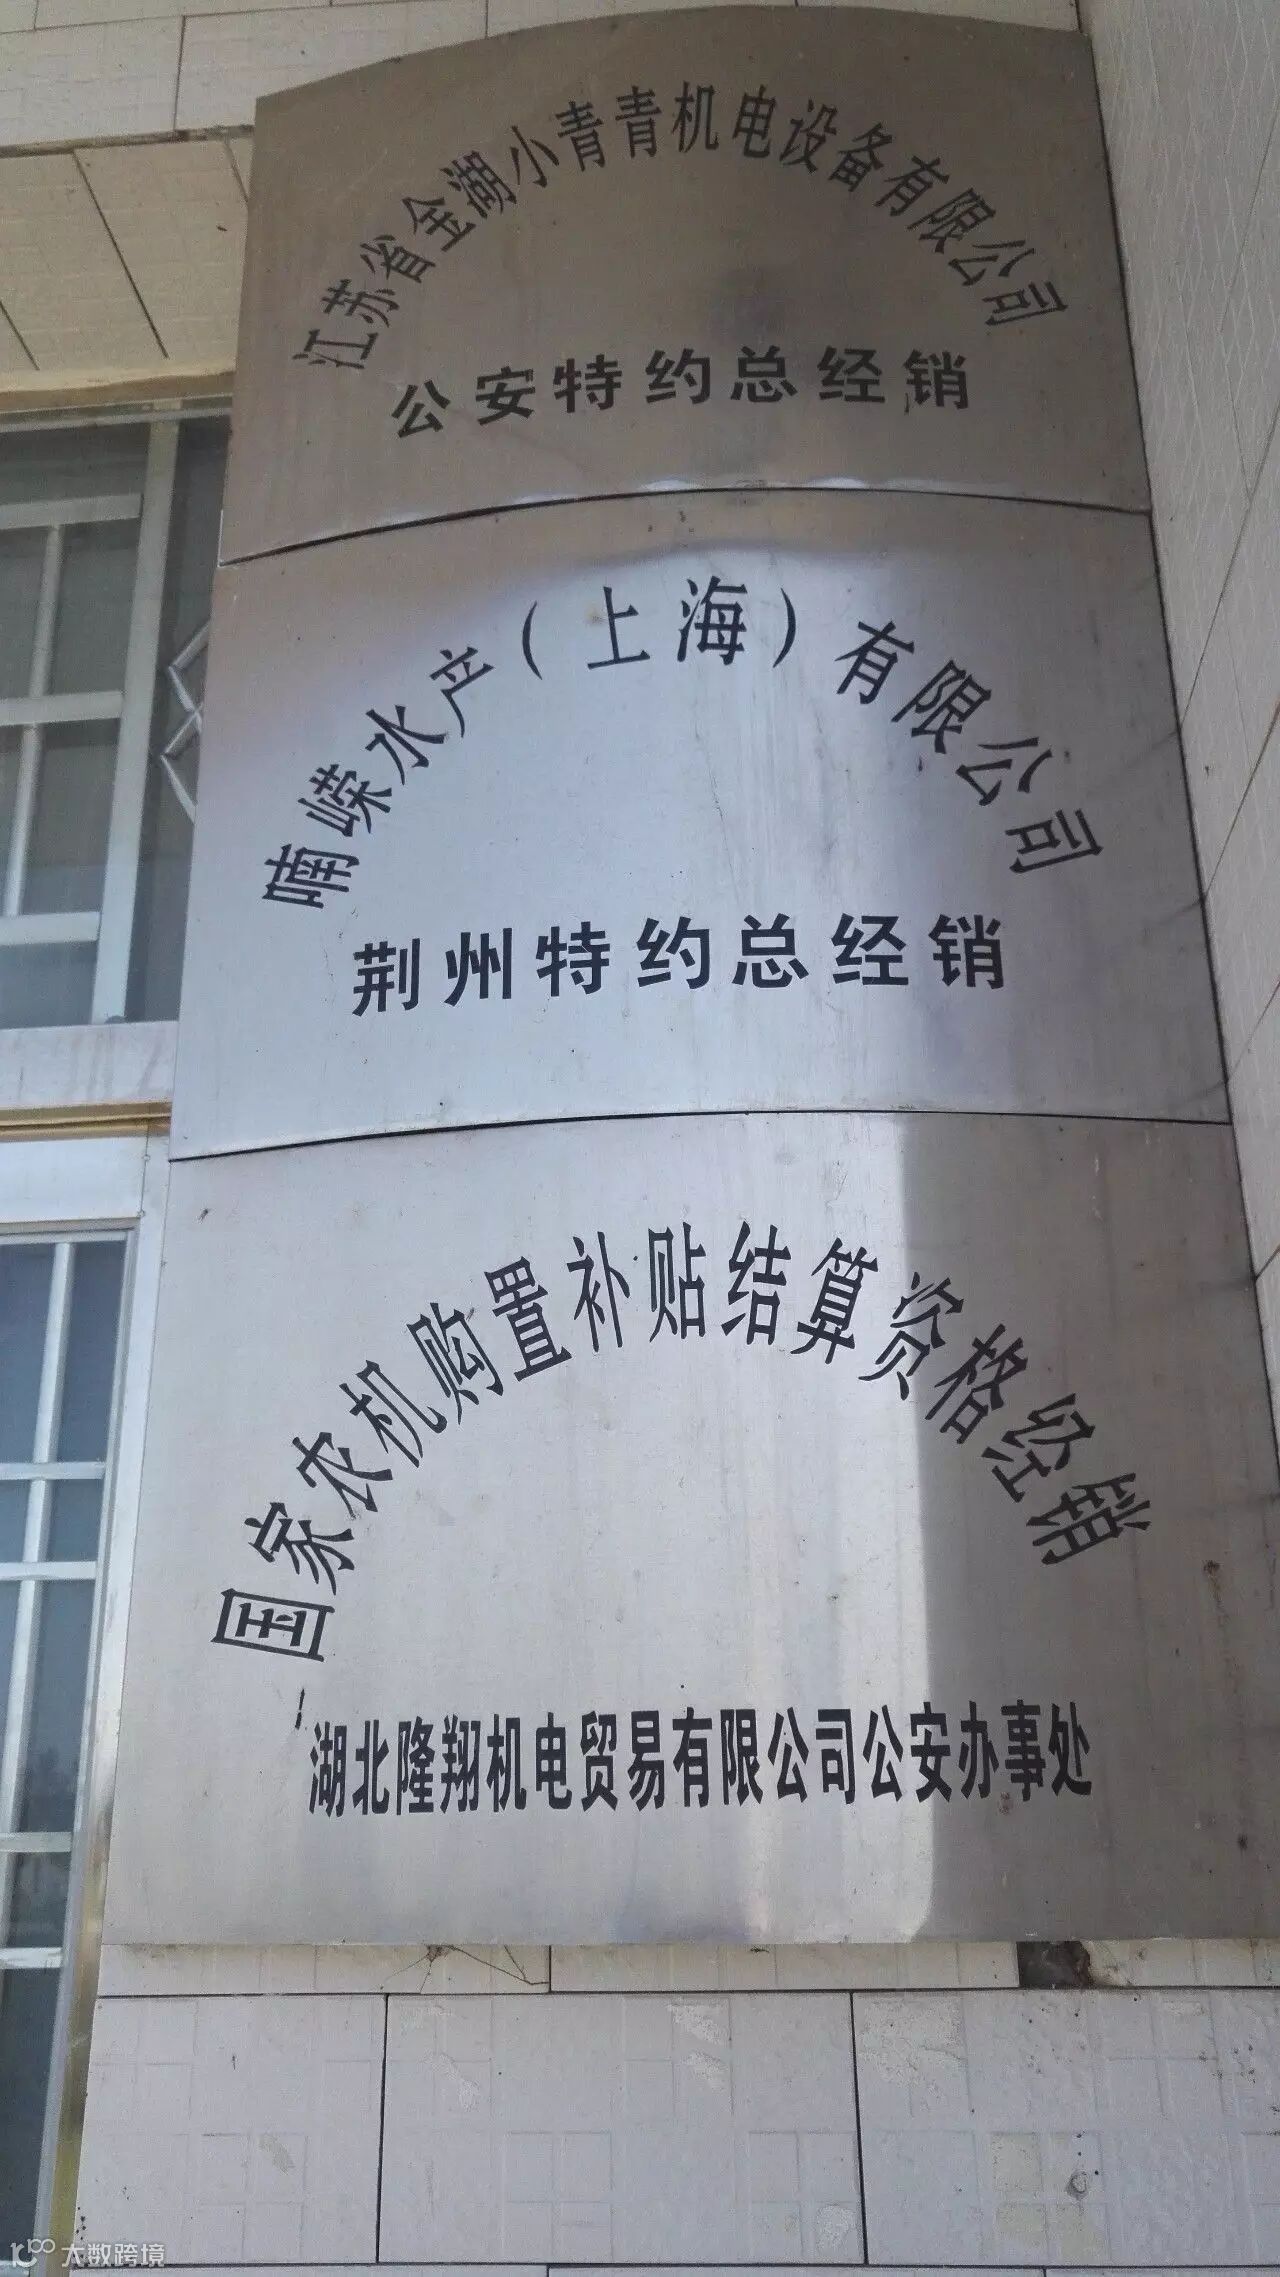 江苏省金湖小青青机电设备有限公司
公安特约总经销
喃嵘水产（上海）有限公司
荆州特约总经销
国家农机购置补贴结算资格经销
湖北隆翔机电贸易有限公司公安办事处
大数跨境